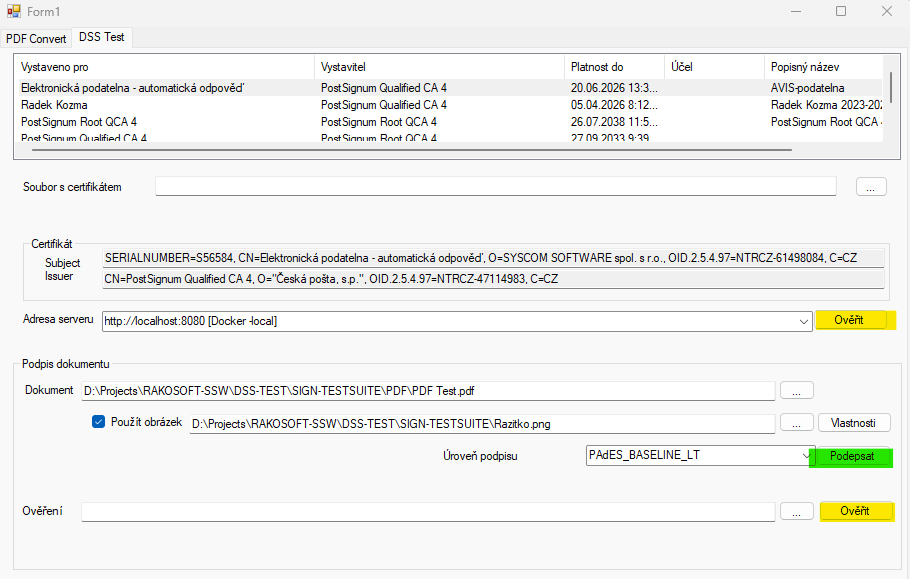 Form1
PDF Convert DSS Test
Vystaveno pro Vystavitel Platnost do Účel Popisný název
Elektronická podatelna - automatická odpověď' PostSignum Qualified CA 4 20.06.2026 13:3... AVIS-podatelna
Radek Kozma PostSignum Qualified CA 4 05.04.2026 8:12... Radek Kozma 2023-202
PostSignum Root QCA 4 PostSignum Root QCA 4 26.07.2038 11:5... PostSignum Root QCA
PostSignum Qualified CA 4 PostSignum Root QCA 4 27.09.2033 9:39
Soubor s certifikátem ...
Certifikát
Subject SERIALNUMBER=S56584, CN=Elektronická podatelna - automatická odpověď', O=SYSCOM SOFTWARE spol. s r.o., OID.2.5.4.97=NTRCZ-61498084, C=CZ
Issuer CN=PostSignum Qualified CA 4, O="Česká pošta, s.p.", OID.2.5.4.97=NTRCZ-47114983, C=CZ
Adresa serveru http://localhost:8080 [Docker -local] Ověřit
Podpis dokumentu
Dokument D:\Projects\RAKOSOFT-SSW\DSS-TEST\SIGN-TESTSUITE\PDF\PDF Test.pdf ...
Použít obrázek D:\Projects\RAKOSOFT-SSW\DSS-TEST\SIGN-TESTSUITE\Razitko.png ... Vlastnosti
Úroveň podpisu PAdES_BASELINE_LT Podepsat
Ověření ... Ověřit